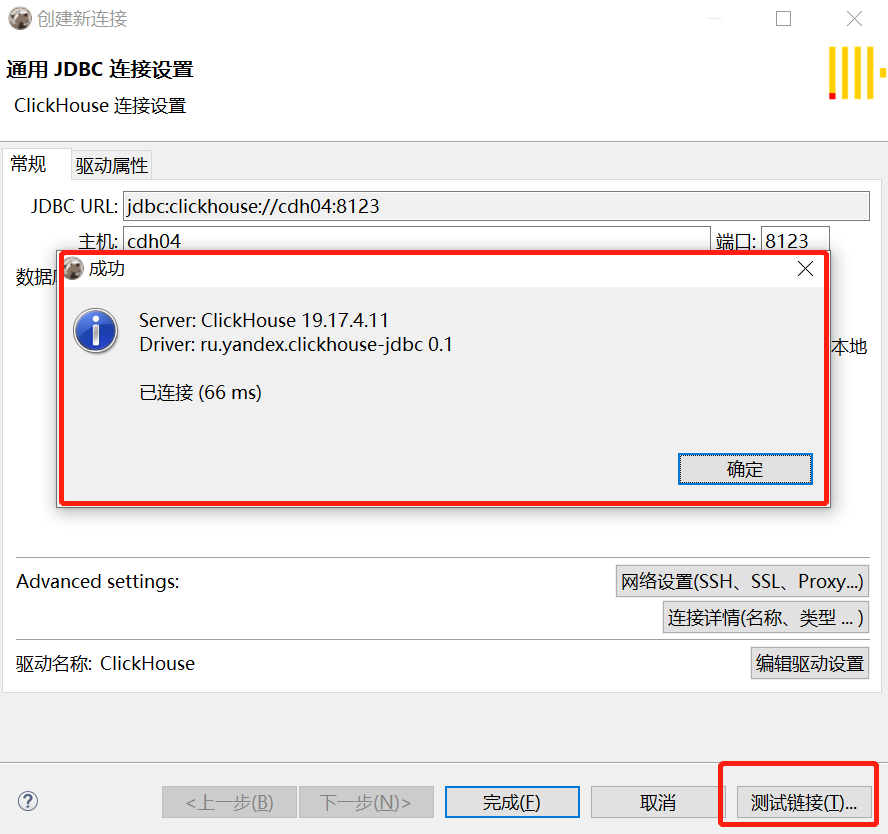 创建新连接
通用 JDBC 连接设置
ClickHouse 连接设置
常规 驱动属性
JDBC URL: jdbc:clickhouse://cdh04:8123
主机: cdh04 端口: 8123
数据
成功
Server: ClickHouse 19.17.4.11
Driver: ru.yandex.clickhouse-jdbc 0.1
本地
已连接 (66 ms)
确定
Advanced settings:
网络设置(SSH、SSL、Proxy...)
连接详情(名称、类型 ... )
驱动名称: ClickHouse
编辑驱动设置
<上一步(B) 下一步(N)> 完成(F) 取消 测试链接(T)...